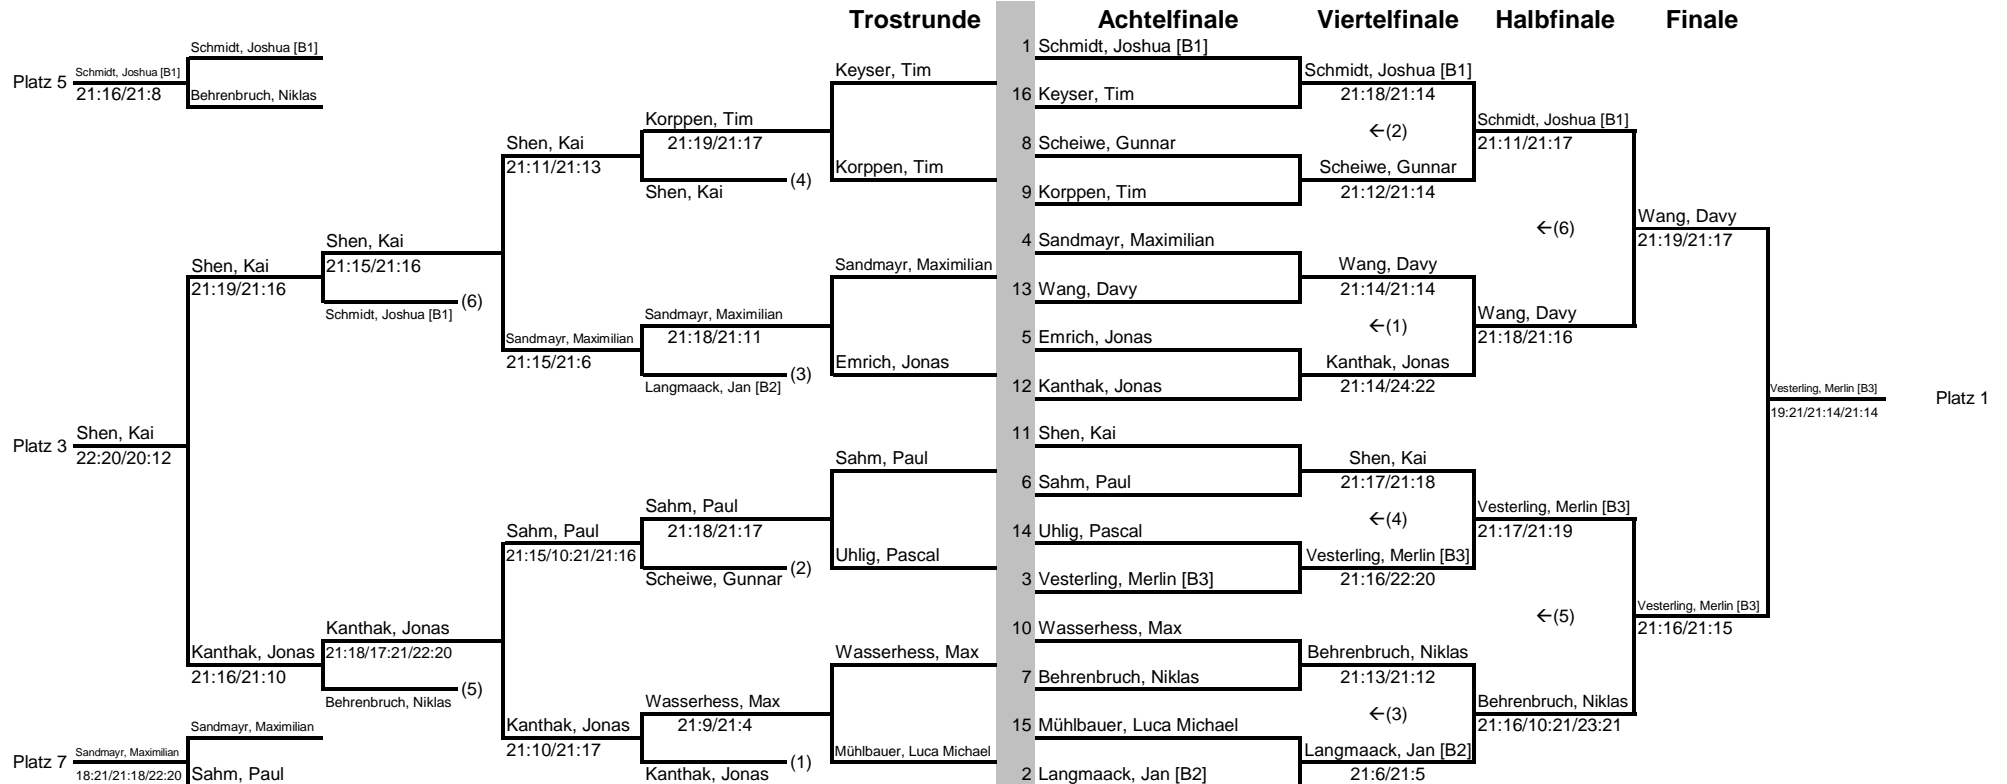 Trostrunde
Achtelfinale
Viertelfinale
Halbfinale
Finale
Platz 5
Schmidt, Joshua [B1]
21:16/21:8
Schmidt, Joshua [B1]
Behrenbruch, Niklas
Platz 3
Shen, Kai
22:20/20:12
Shen, Kai
21:19/21:16
Kanthak, Jonas
21:16/21:10
Platz 7
Sandmayr, Maximilian
18:21/21:18/22:20
Sandmayr, Maximilian
Sahm, Paul
Shen, Kai
21:15/21:16
(6)
Schmidt, Joshua [B1]
Kanthak, Jonas
21:18/17:21/22:20
(5)
Behrenbruch, Niklas
Shen, Kai
21:11/21:13
Sandmayr, Maximilian
21:15/21:6
Sahm, Paul
21:15/10:21/21:16
Kanthak, Jonas
21:10/21:17
Korppen, Tim
21:19/21:17
(4)
Shen, Kai
Sandmayr, Maximilian
21:18/21:11
(3)
Langmaack, Jan [B2]
Sahm, Paul
21:18/21:17
(2)
Scheiwe, Gunnar
Wasserhess, Max
21:9/21:4
(1)
Kanthak, Jonas
Keyser, Tim
Korppen, Tim
Sandmayr, Maximilian
Emrich, Jonas
Sahm, Paul
Uhlig, Pascal
Wasserhess, Max
Mühlbauer, Luca Michael
1 Schmidt, Joshua [B1]
16 Keyser, Tim
8 Scheiwe, Gunnar
9 Korppen, Tim
4 Sandmayr, Maximilian
13 Wang, Davy
5 Emrich, Jonas
12 Kanthak, Jonas
11 Shen, Kai
6 Sahm, Paul
14 Uhlig, Pascal
3 Vesterling, Merlin [B3]
10 Wasserhess, Max
7 Behrenbruch, Niklas
15 Mühlbauer, Luca Michael
2 Langmaack, Jan [B2]
Schmidt, Joshua [B1]
21:18/21:14
←(2)
Scheiwe, Gunnar
21:12/21:14
Wang, Davy
21:14/21:14
←(1)
Kanthak, Jonas
21:14/24:22
Shen, Kai
21:17/21:18
←(4)
Vesterling, Merlin [B3]
21:16/22:20
Behrenbruch, Niklas
21:13/21:12
←(3)
Langmaack, Jan [B2]
21:6/21:5
Schmidt, Joshua [B1]
21:11/21:17
←(6)
Wang, Davy
21:18/21:16
Vesterling, Merlin [B3]
21:17/21:19
←(5)
Behrenbruch, Niklas
21:16/10:21/23:21
Wang, Davy
21:19/21:17
Vesterling, Merlin [B3]
21:16/21:15
Vesterling, Merlin [B3]
19:21/21:14/21:14
Platz 1